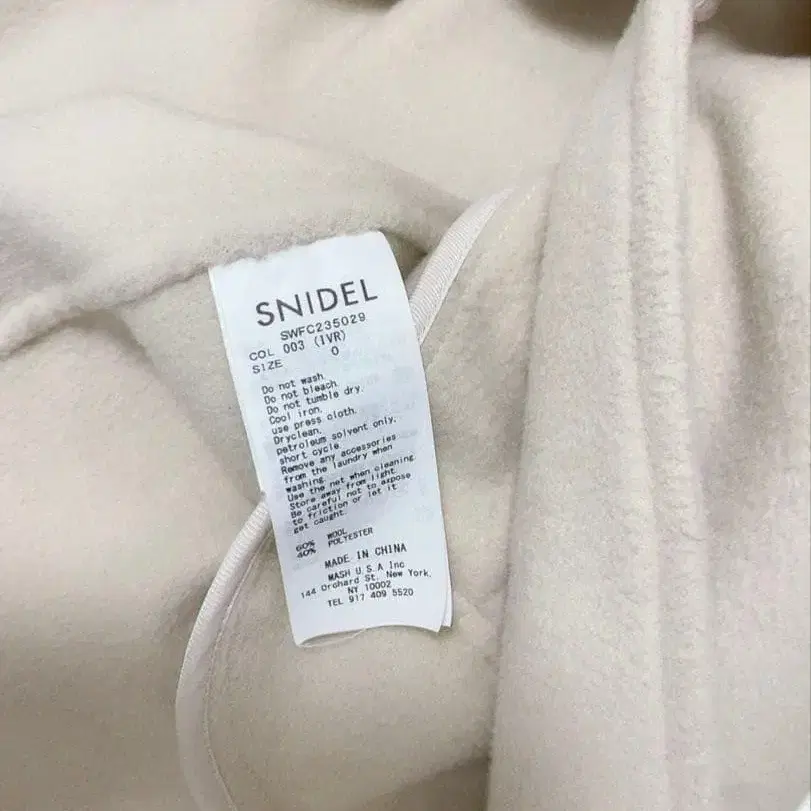 SNIDEL
SWFC235029
COL 003 (IVR)
SIZE 0
Do not wash.
Do not bleach.
Do not tumble dry.
Cool iron.
use press cloth.
Dryclean.
petroleum solvent only.
short cycle.
Remove any accessories
from the laundry when
washing.
Use the net when cleaning.
Store away from light.
Be careful not to expose
to friction or let it
get caught.
60% WOOL
40% POLYESTER
MADE IN CHINA
MASH U.S.A Inc
144 Orchard St. New York,
NY 10002
TEL 917 409 5520